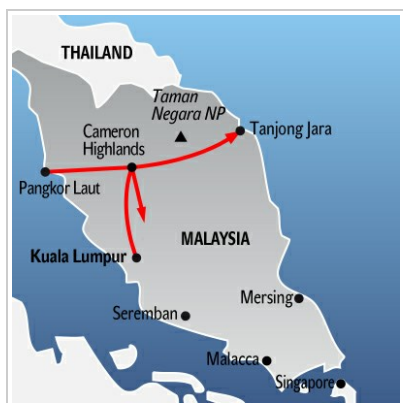 THAILAND
Taman
Negara NP
Cameron
Highlands
Tanjong Jara
Pangkor Laut
MALAYSIA
Kuala Lumpur
Mersing
Seremban
Malacca
Singapore